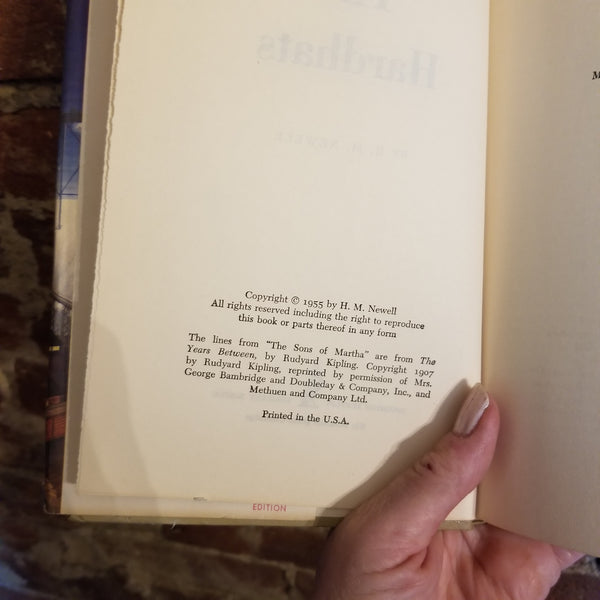 Copyright © 1955 by H. M. Newell
All rights reserved including the right to reproduce
this book or parts thereof in any form
The lines from "The Sons of Martha" are from The
Years Between, by Rudyard Kipling. Copyright 1907
by Rudyard Kipling, reprinted by permission of Mrs.
George Bambridge and Doubleday & Company, Inc., and
Methuen and Company Ltd.
Printed in the U.S.A.
EDITION
Hardhats
BY H. M. NEWELL
M